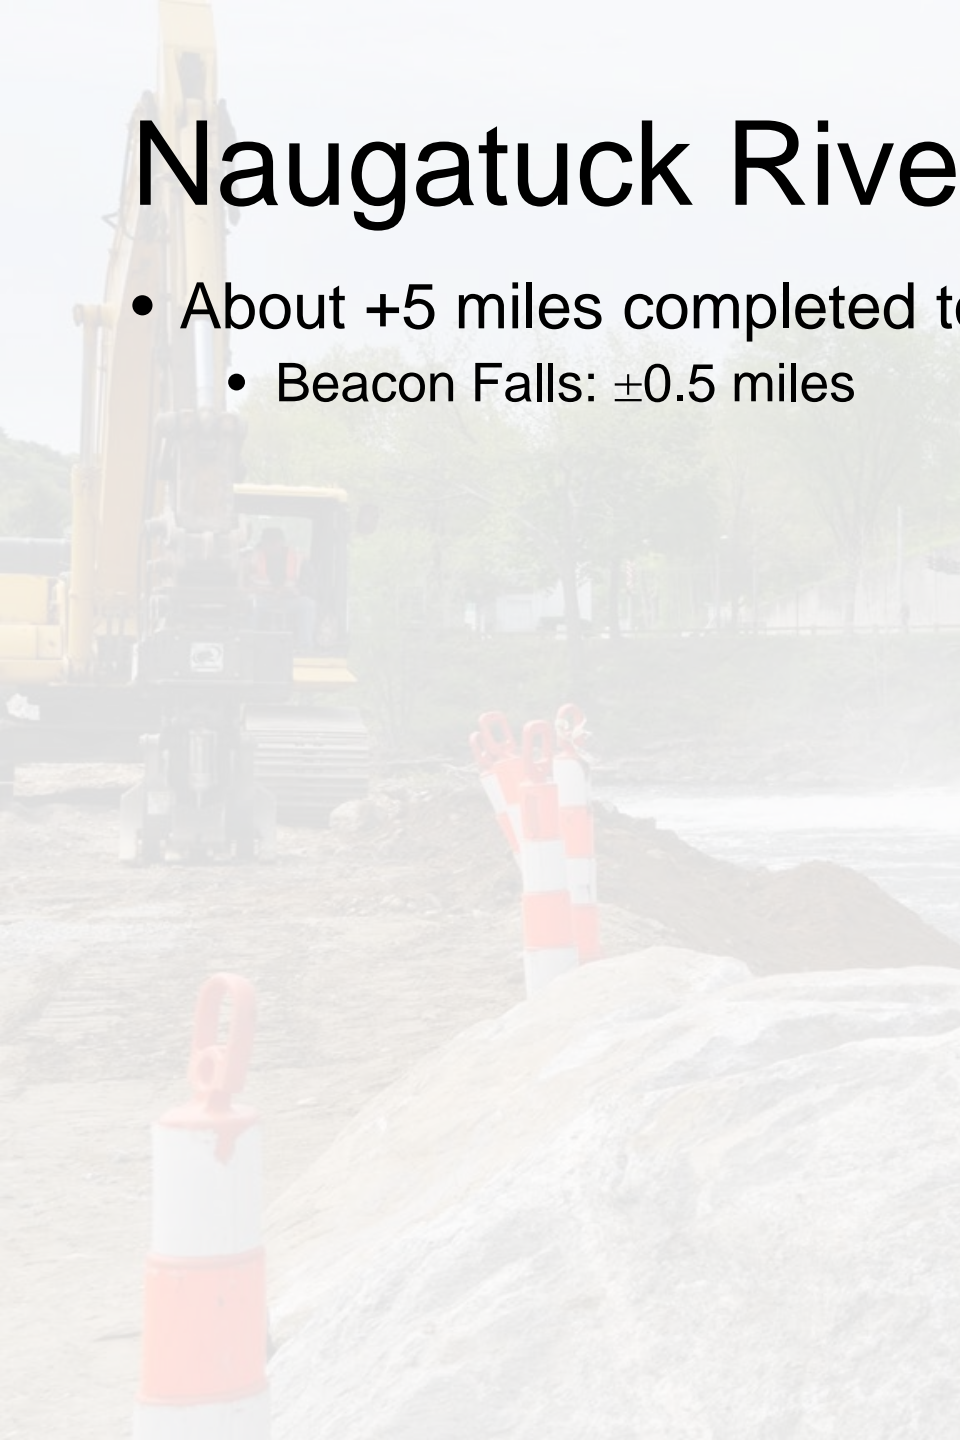 Naugatuck Rive
• About +5 miles completed t
• Beacon Falls: ±0.5 miles